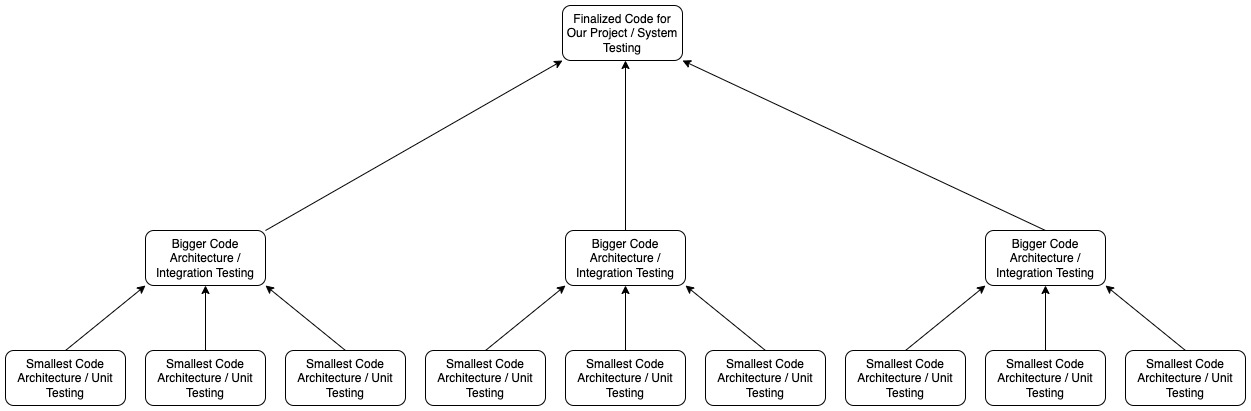 Finalized Code for
Our Project / System
Testing
Bigger Code
Architecture /
Integration Testing
Bigger Code
Architecture /
Integration Testing
Bigger Code
Architecture /
Integration Testing
Smallest Code
Architecture / Unit
Testing
Smallest Code
Architecture / Unit
Testing
Smallest Code
Architecture / Unit
Testing
Smallest Code
Architecture / Unit
Testing
Smallest Code
Architecture / Unit
Testing
Smallest Code
Architecture / Unit
Testing
Smallest Code
Architecture / Unit
Testing
Smallest Code
Architecture / Unit
Testing
Smallest Code
Architecture / Unit
Testing